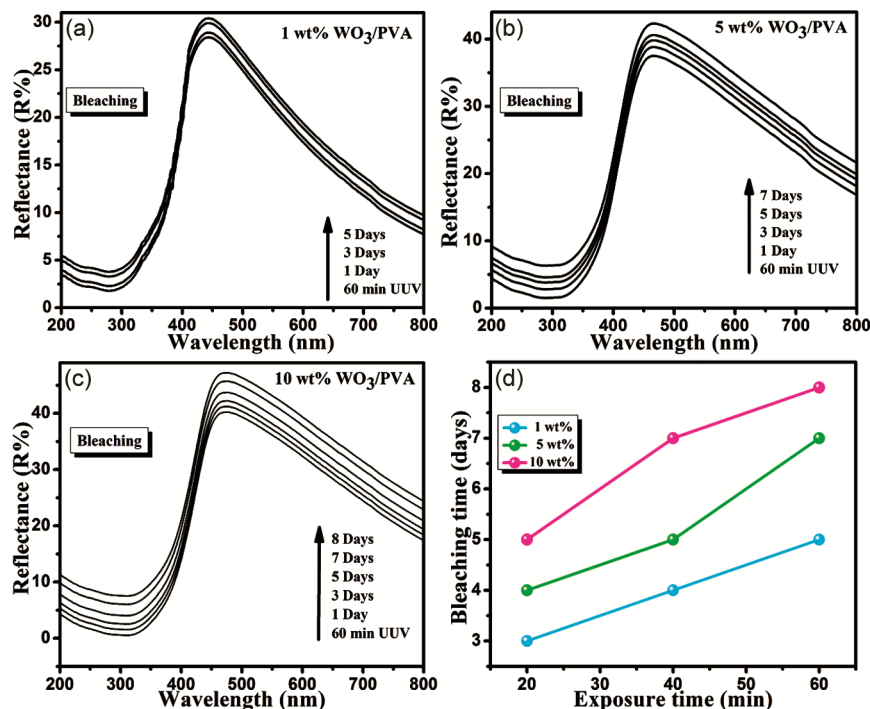 (a)
1 wt% WO3/PVA
Bleaching
Reflectance (R%)
30
25
20
15
10
5
0
5 Days
3 Days
1 Day
60 min UUV
200 300 400 500 600 700 800
Wavelength (nm)
(b)
5 wt% WO3/PVA
Bleaching
Reflectance (R%)
40
30
20
10
0
7 Days
5 Days
3 Days
1 Day
60 min UUV
200 300 400 500 600 700 800
Wavelength (nm)
(c)
10 wt% WO3/PVA
Bleaching
Reflectance (R%)
40
30
20
10
0
8 Days
7 Days
5 Days
3 Days
1 Day
60 min UUV
200 300 400 500 600 700 800
Wavelength (nm)
(d)
1 wt%
5 wt%
10 wt%
Bleaching time (days)
8
7
5
4
3
20 30 40 50 60
Exposure time (min)